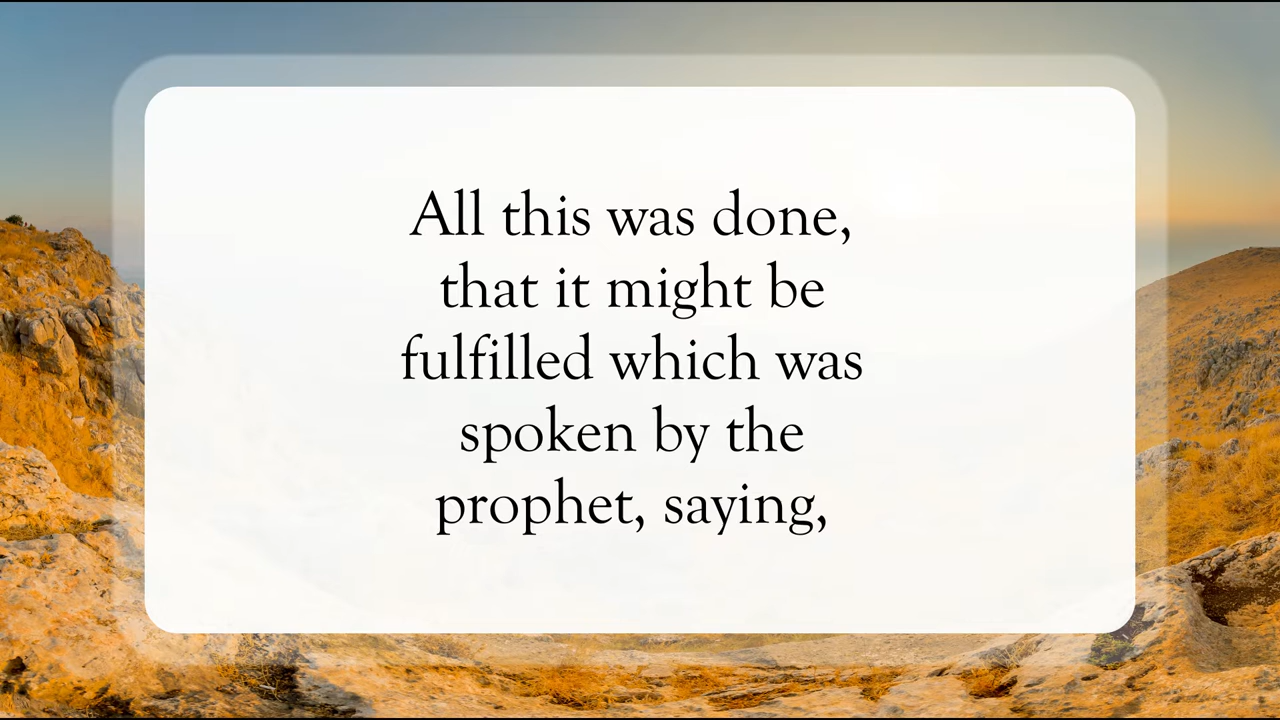 All this was done,
that it might be
fulfilled which was
spoken by the
prophet, saying,